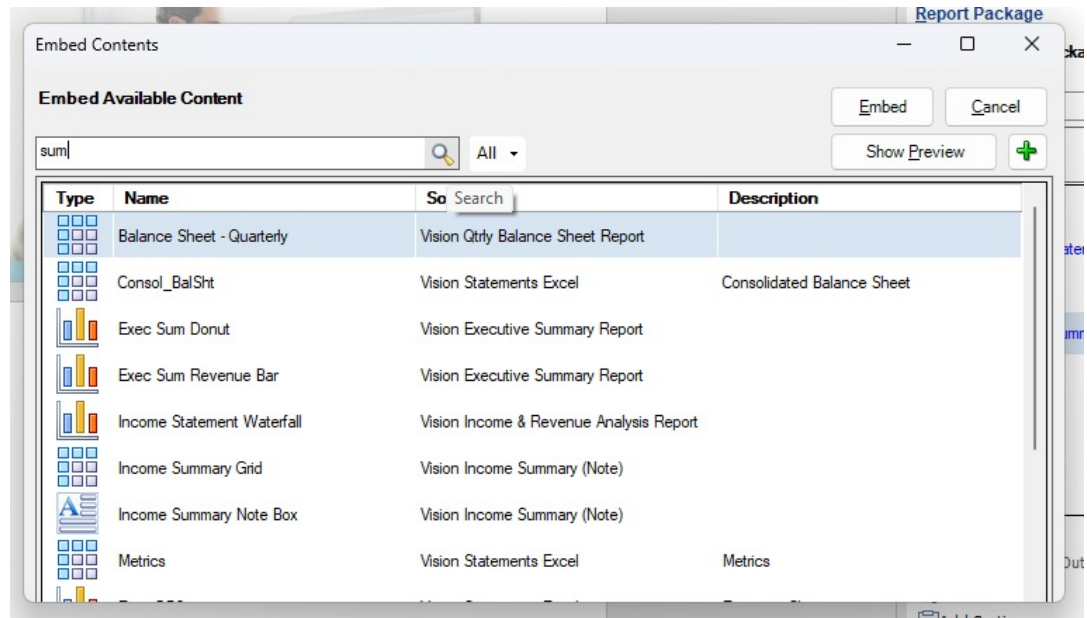 Report Package
Embed Contents
Embed Available Content
Embed
Cancel
sum
All
Show Preview
Type Name Description
Search
Balance Sheet - Quarterly Vision Qtrly Balance Sheet Report
Consol_BalSht Vision Statements Excel Consolidated Balance Sheet
Exec Sum Donut Vision Executive Summary Report
Exec Sum Revenue Bar Vision Executive Summary Report
Income Statement Waterfall Vision Income & Revenue Analysis Report
Income Summary Grid Vision Income Summary (Note)
Income Summary Note Box Vision Income Summary (Note)
Metrics Vision Statements Excel Metrics